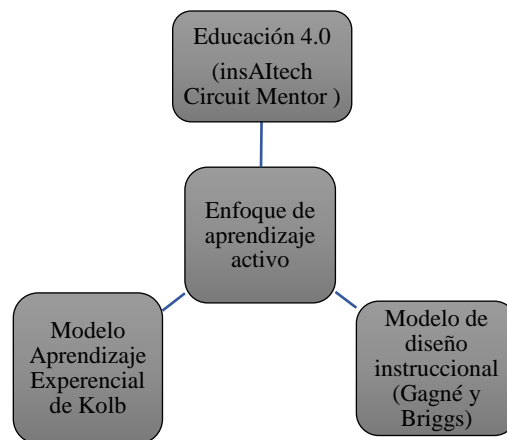 Educación 4.0
(insAItech
Circuit Mentor )
Enfoque de
aprendizaje
activo
Modelo
Aprendizaje
Experencial
de Kolb
Modelo de
diseño
instruccional
(Gagné y
Briggs)